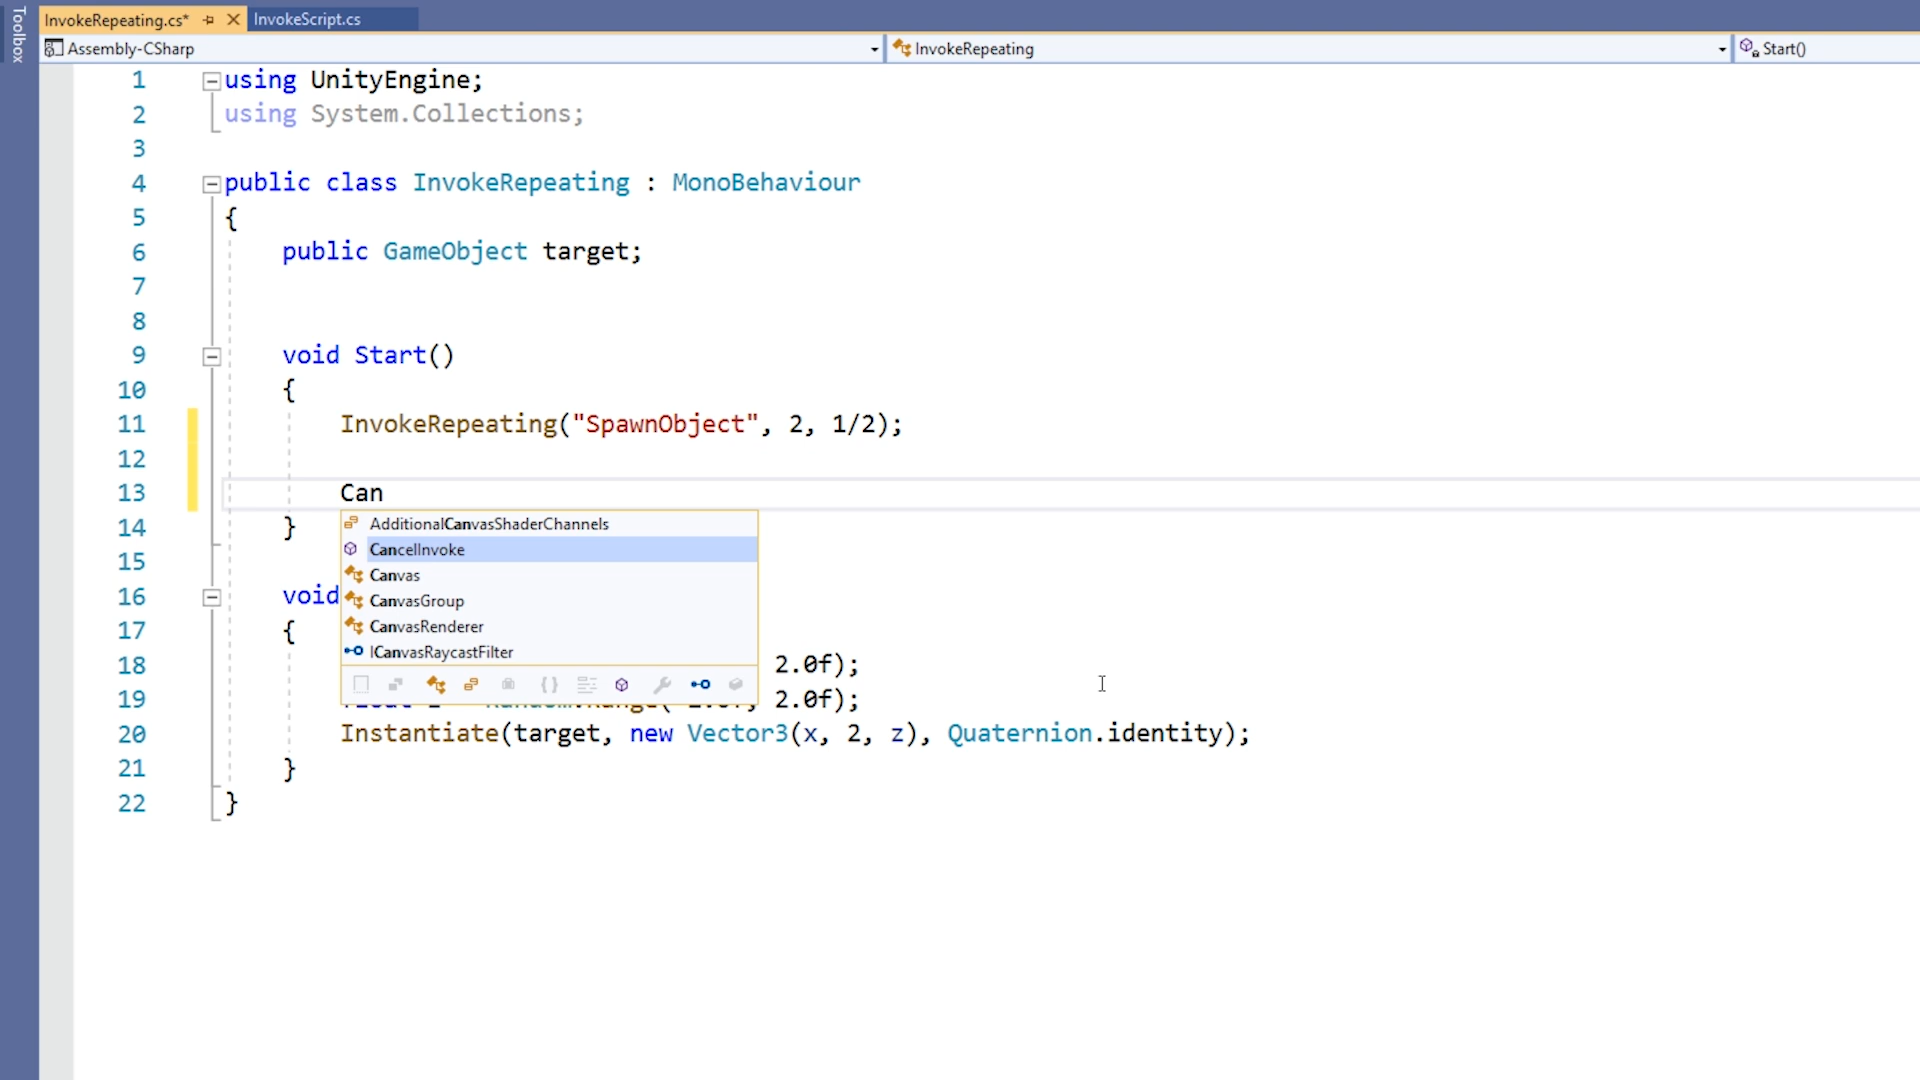 Toolbox
InvokeRepeating.cs*
InvokeScript.cs
Assembly-CSharp
InvokeRepeating
Start()
1 using UnityEngine;
2 using System.Collections;
3
4 public class InvokeRepeating : MonoBehaviour
5 {
6 public GameObject target;
7
8
9 void Start()
10 {
11 InvokeRepeating("SpawnObject", 2, 1/2);
12
13 Can
AdditionalCanvasShaderChannels
14 }
CancelInvoke
15
Canvas
16 void
CanvasGroup
17 {
CanvasRenderer
ICanvasRaycastFilter
18 2.0f);
19 2.0f);
20 Instantiate(target, new Vector3(x, 2, z), Quaternion.identity);
21 }
22 }